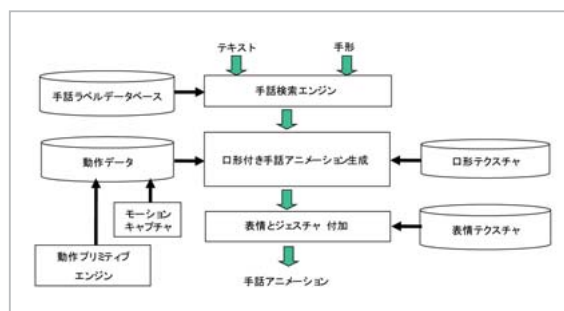 テキスト
手形
手話ラベルデータベース
手話検索エンジン
動作データ
口形付き手話アニメーション生成
口形テクスチャ
モーション
キャプチャ
表情とジェスチャ 付加
表情テクスチャ
動作プリミティブ
エンジン
手話アニメーション